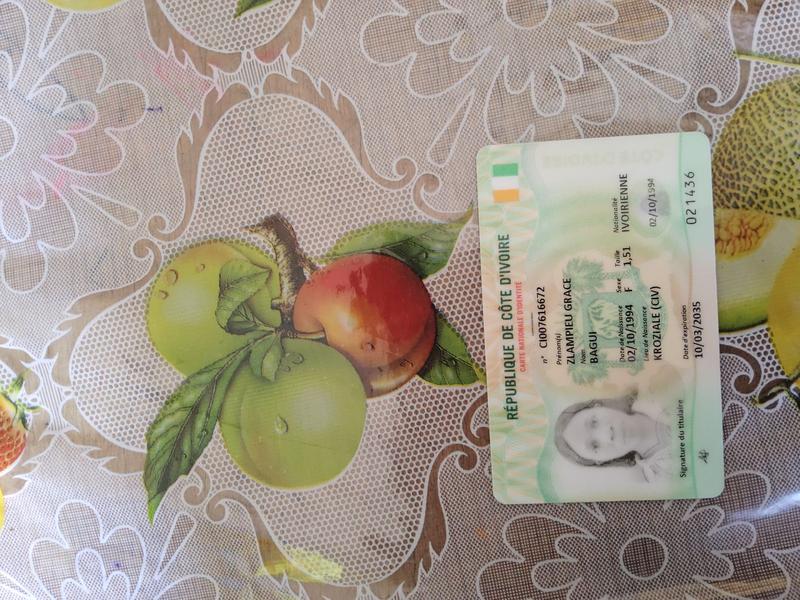 RÉPUBLIQUE DE CÔTE D'IVOIRE
CARTE NATIONALE D'IDENTITÉ
n° CI007616672
Prénom(s)
ZLAMPIEU GRACE
Nom
BAGUI
Date de Naissance Sexe Taille Nationalité
02/10/1994 F 1,51 IVOIRIENNE
Lieu de Naissance
KROZIALE (CIV)
02/10/1994
Signature du titulaire
Date d'expiration
10/03/2035
021436